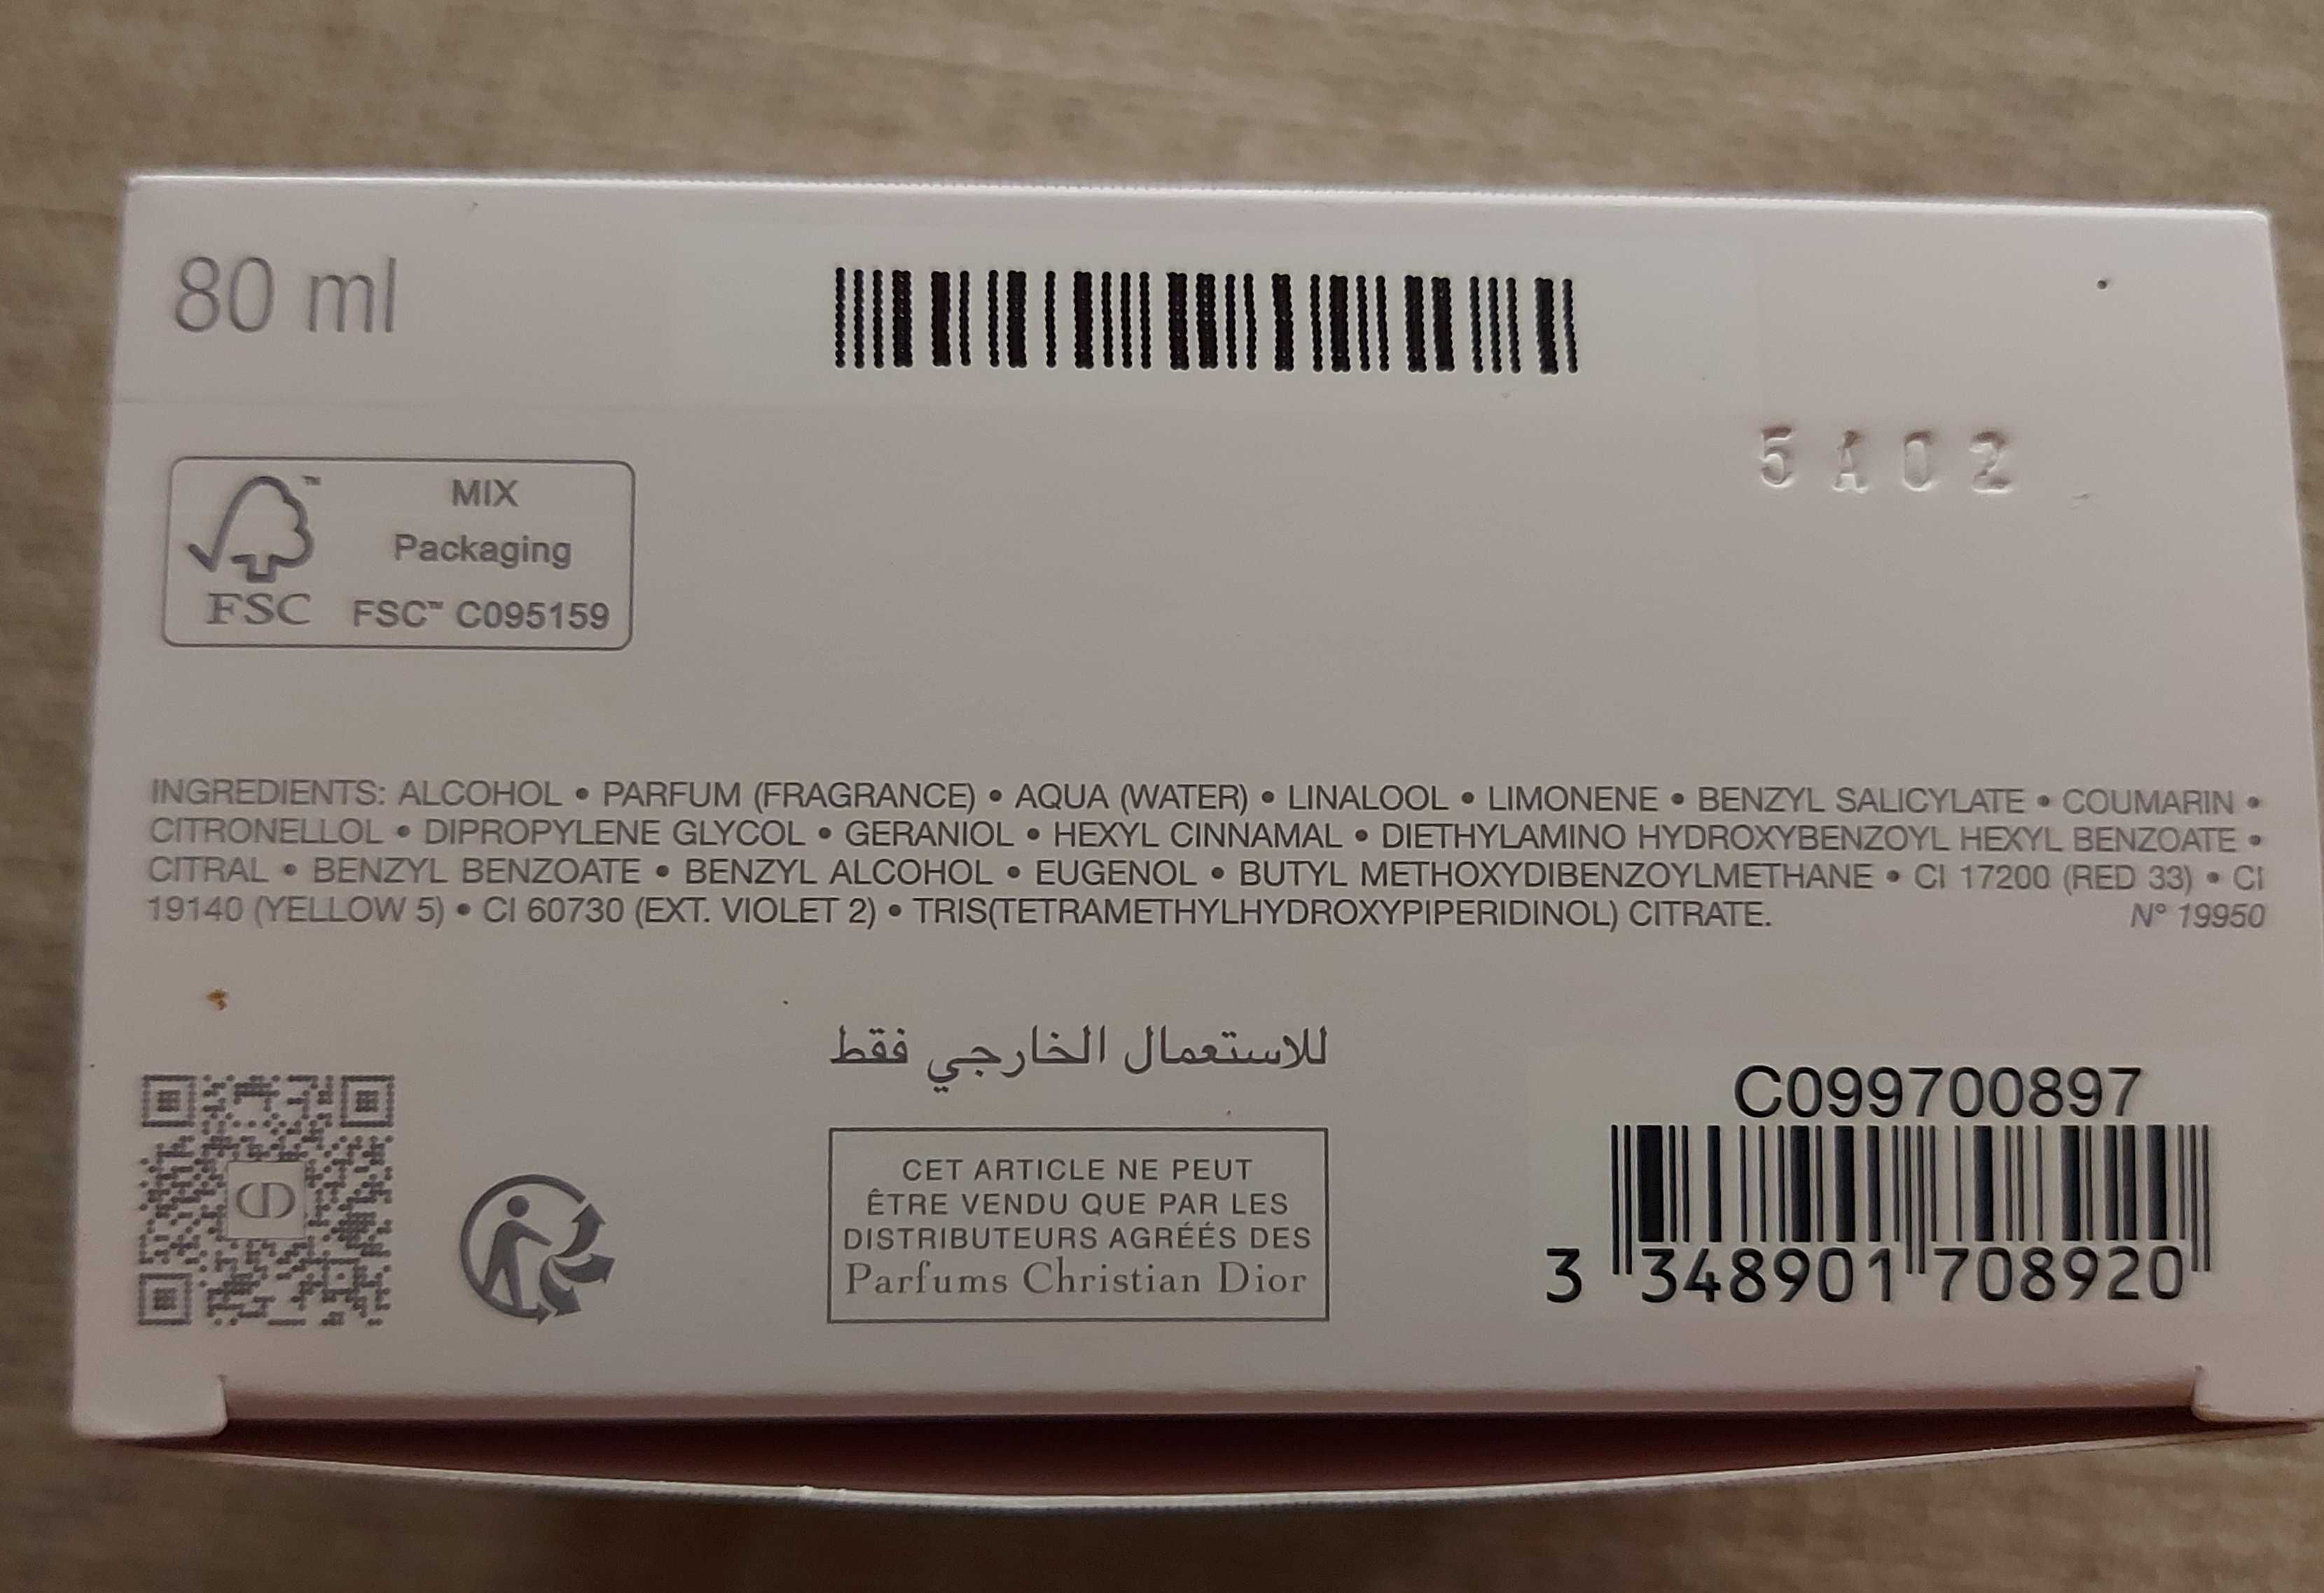 80 ml
5A02
MIX
Packaging
FSC™ C095159
FSC
INGREDIENTS: ALCOHOL • PARFUM (FRAGRANCE) • AQUA (WATER) • LINALOOL • LIMONENE • BENZYL SALICYLATE • COUMARIN •
CITRONELLOL • DIPROPYLENE GLYCOL • GERANIOL • HEXYL CINNAMAL • DIETHYLAMINO HYDROXYBENZOYL HEXYL BENZOATE •
CITRAL • BENZYL BENZOATE • BENZYL ALCOHOL • EUGENOL • BUTYL METHOXYDIBENZOYLMETHANE • CI 17200 (RED 33) • CI
19140 (YELLOW 5) • CI 60730 (EXT. VIOLET 2) • TRIS(TETRAMETHYLHYDROXYPIPERIDINOL) CITRATE. N° 19950
للاستعمال الخارجي فقط
CD
CET ARTICLE NE PEUT
ÊTRE VENDU QUE PAR LES
DISTRIBUTEURS AGRÉÉS DES
Parfums Christian Dior
C099700897
3 348901 708920